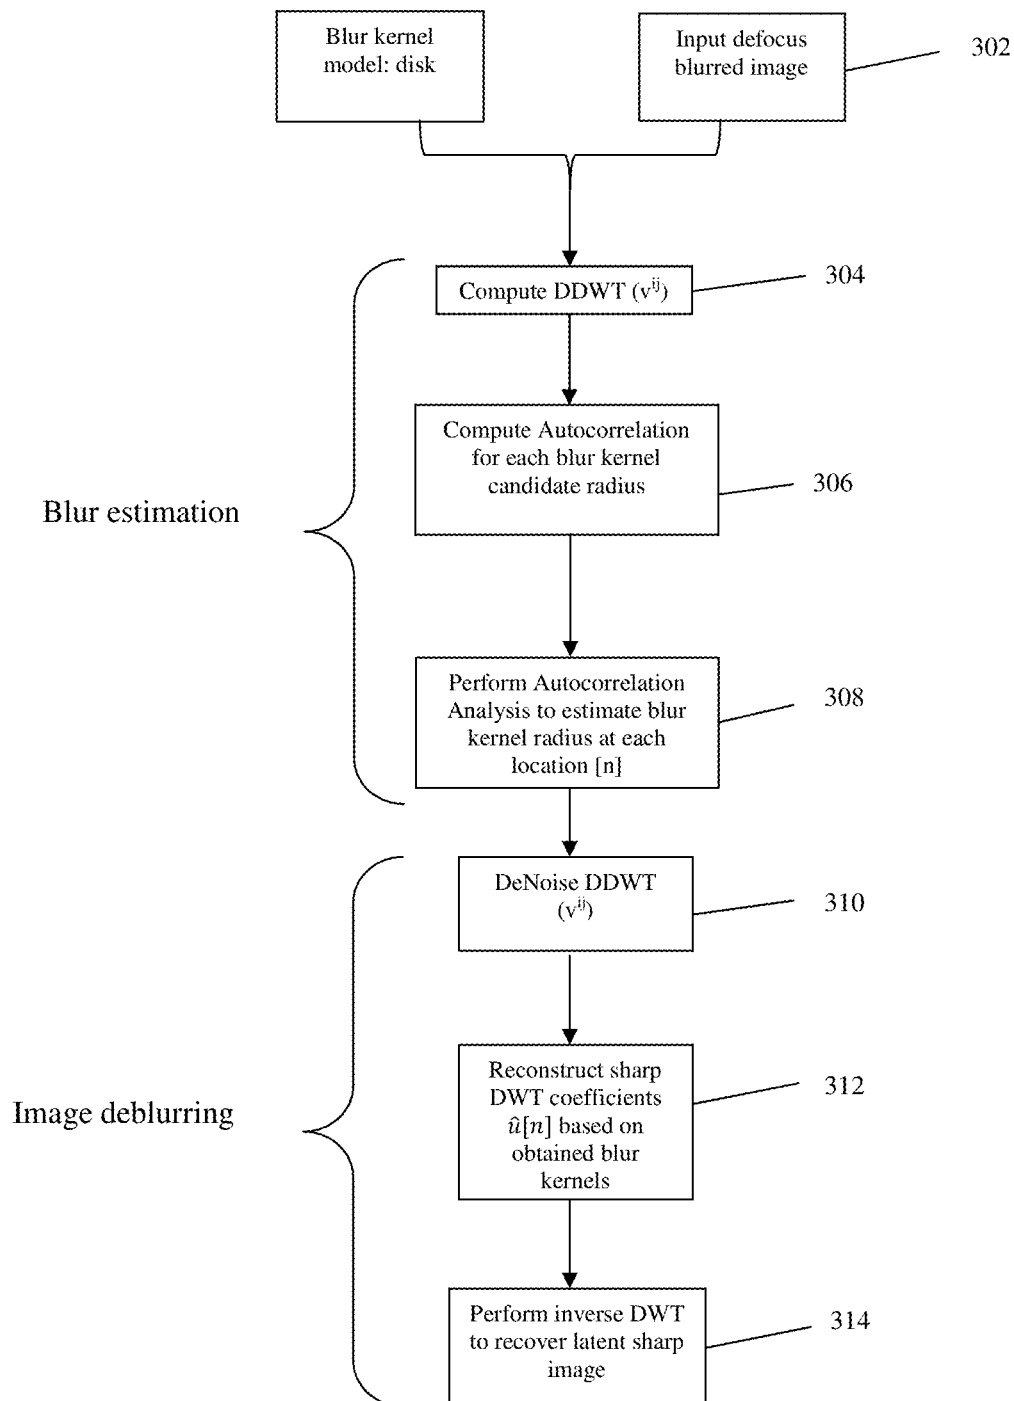 Blur kernel
model: disk
Input defocus
blurred image
302
Compute DDWT (v^ij)
304
Compute Autocorrelation
for each blur kernel
candidate radius
306
Blur estimation
Perform Autocorrelation
Analysis to estimate blur
kernel radius at each
location [n]
308
DeNoise DDWT
(v^ij)
310
Reconstruct sharp
DWT coefficients
û[n] based on
obtained blur
kernels
312
Image deblurring
Perform inverse DWT
to recover latent sharp
image
314